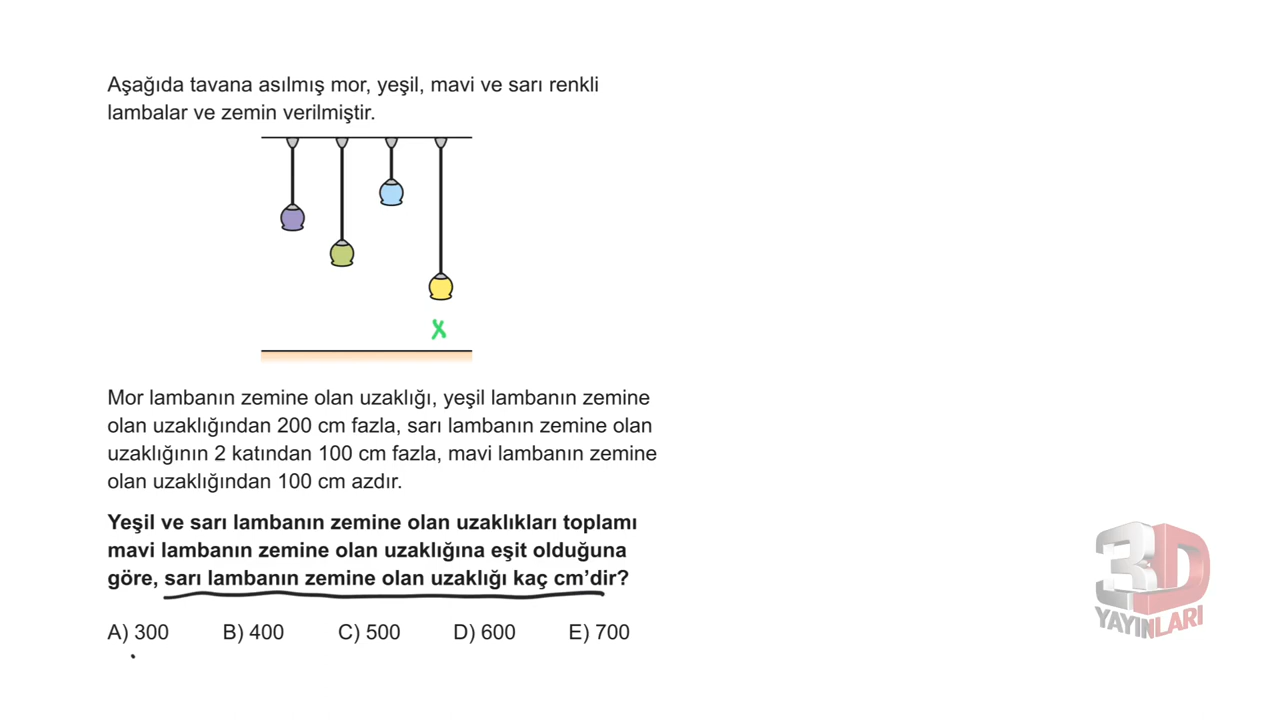 Aşağıda tavana asılmış mor, yeşil, mavi ve sarı renkli
lambalar ve zemin verilmiştir.
x
Mor lambanın zemine olan uzaklığı, yeşil lambanın zemine
olan uzaklığından 200 cm fazla, sarı lambanın zemine olan
uzaklığının 2 katından 100 cm fazla, mavi lambanın zemine
olan uzaklığından 100 cm azdır.
Yeşil ve sarı lambanın zemine olan uzaklıkları toplamı
mavi lambanın zemine olan uzaklığına eşit olduğuna
göre, sarı lambanın zemine olan uzaklığı kaç cm'dir?
A) 300 B) 400 C) 500 D) 600 E) 700
3D
YAYINLARI